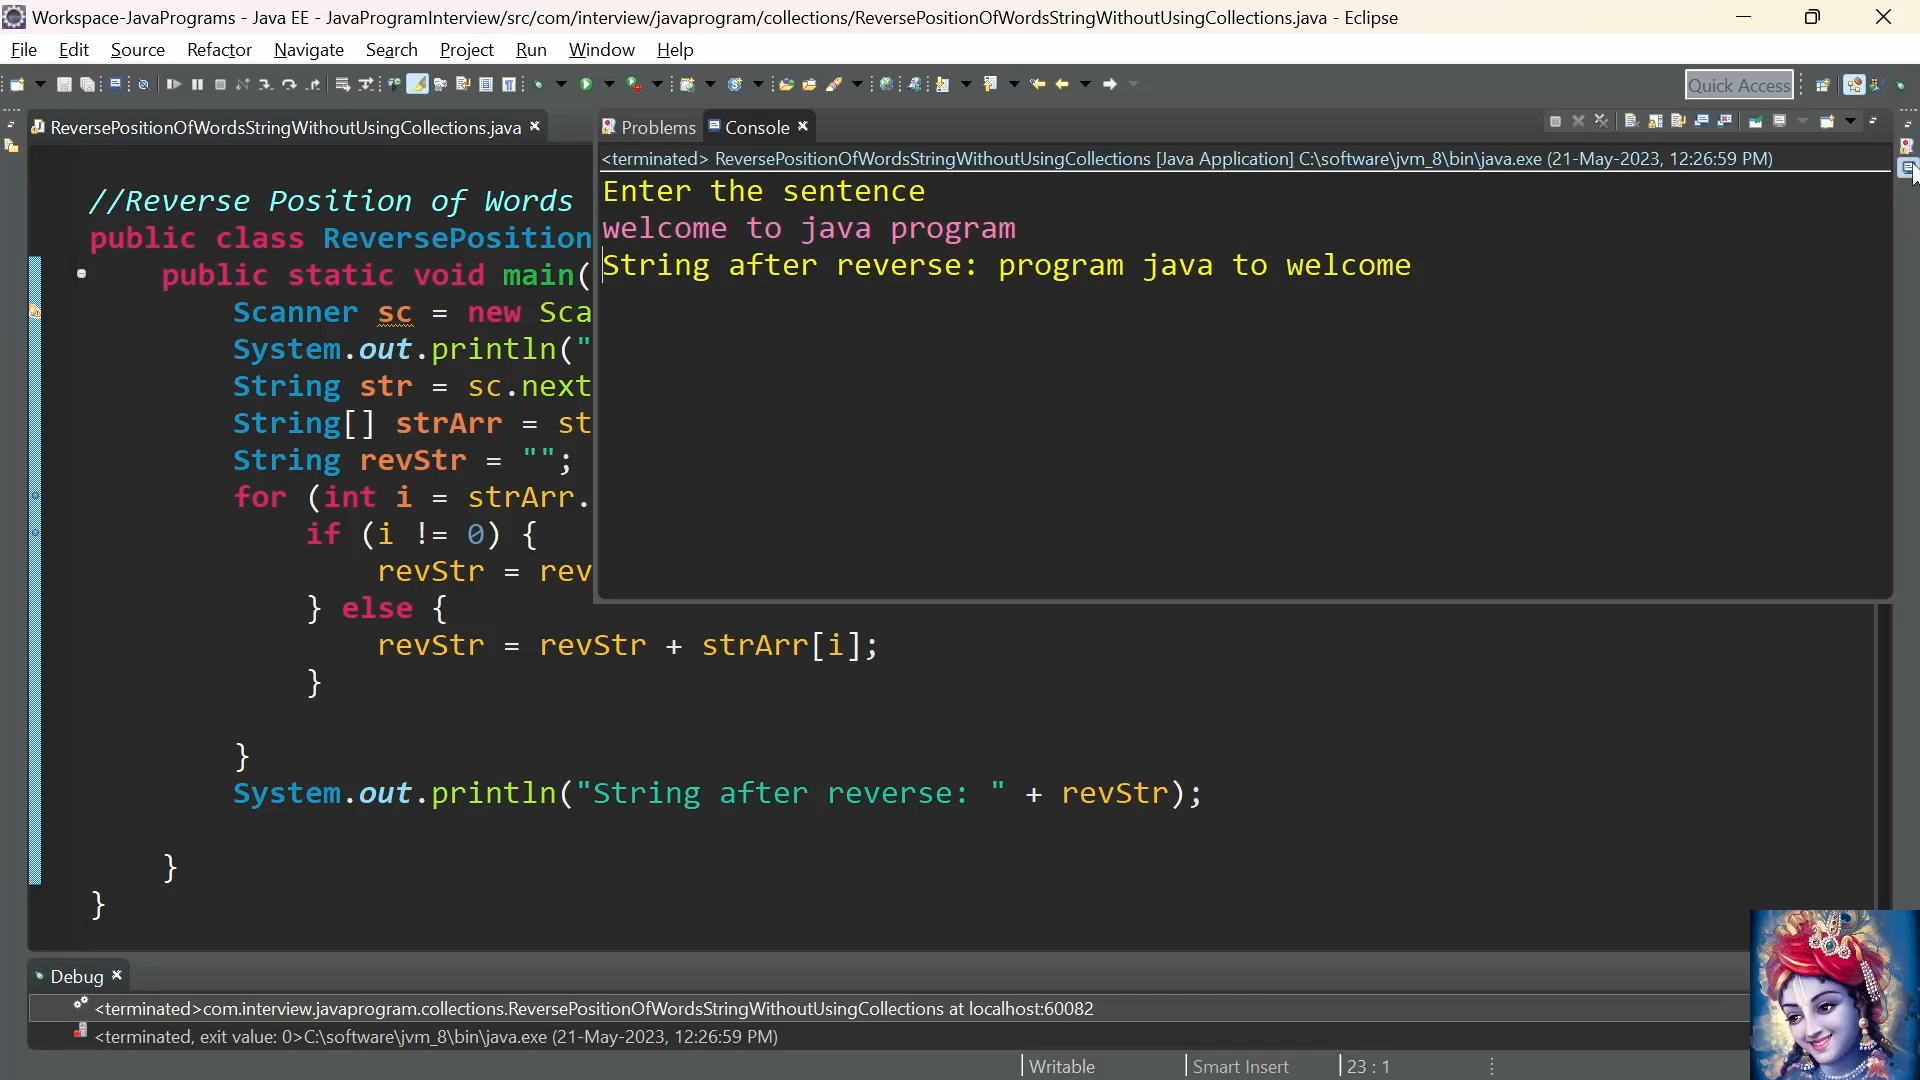 Workspace-JavaPrograms - Java EE - JavaProgramInterview/src/com/interview/javaprogram/collections/ReversePositionOfWordsStringWithoutUsingCollections.java - Eclipse
File Edit Source Refactor Navigate Search Project Run Window Help
Quick Access
ReversePositionOfWordsStringWithoutUsingCollections.java
Problems Console
<terminated> ReversePositionOfWordsStringWithoutUsingCollections [Java Application] C:\software\jvm_8\bin\java.exe (21-May-2023, 12:26:59 PM)
Enter the sentence
welcome to java program
String after reverse: program java to welcome
//Reverse Position of Words
public class ReversePosition
public static void main(
Scanner sc = new Sca
System.out.println("
String str = sc.next
String[] strArr = st
String revStr = "";
for (int i = strArr.
if (i != 0) {
revStr = rev
} else {
revStr = revStr + strArr[i];
}
}
System.out.println("String after reverse: " + revStr);
}
}
Debug
<terminated>com.interview.javaprogram.collections.ReversePositionOfWordsStringWithoutUsingCollections at localhost:60082
<terminated, exit value: 0>C:\software\jvm_8\bin\java.exe (21-May-2023, 12:26:59 PM)
Writable Smart Insert 23 : 1